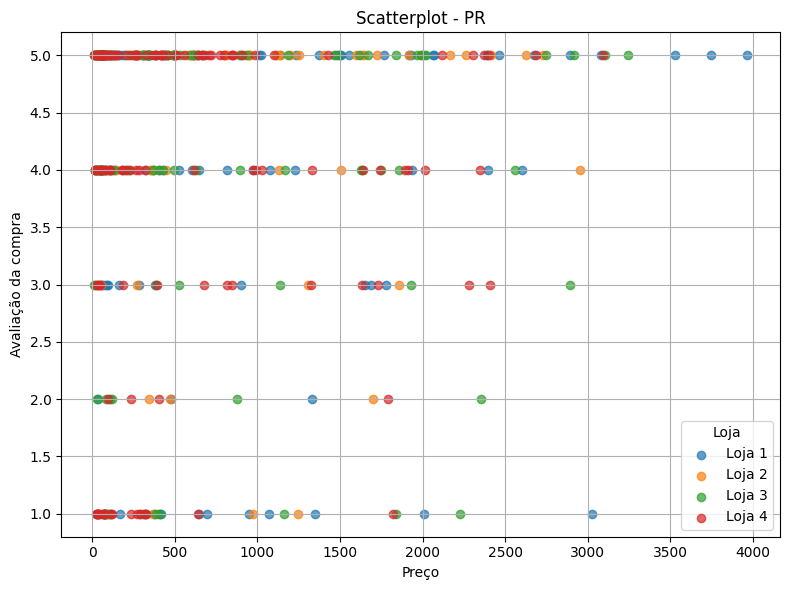 Scatterplot - PR
Avaliação da compra
5.0
4.5
4.0
3.5
3.0
2.5
2.0
1.5
1.0
Loja
Loja 1
Loja 2
Loja 3
Loja 4
0 500 1000 1500 2000 2500 3000 3500 4000
Preço